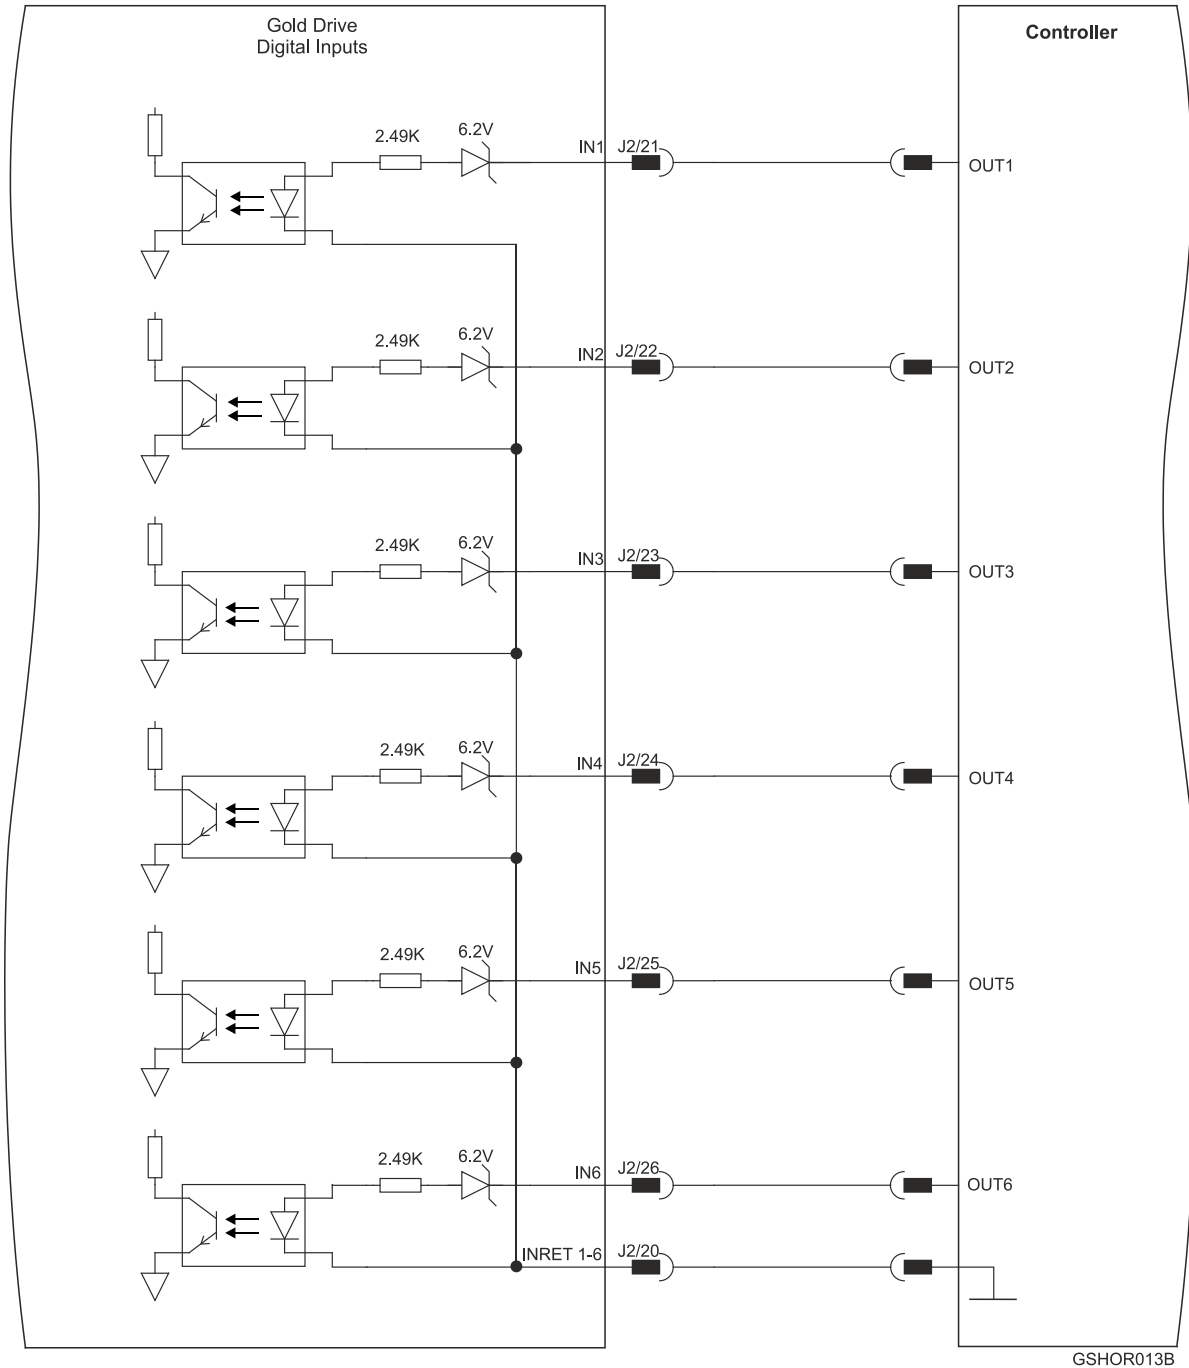 Gold Drive
Digital Inputs
Controller
2.49K
6.2V
IN1
J2/21
OUT1
2.49K
6.2V
IN2
J2/22
OUT2
2.49K
6.2V
IN3
J2/23
OUT3
2.49K
6.2V
IN4
J2/24
OUT4
2.49K
6.2V
IN5
J2/25
OUT5
2.49K
6.2V
IN6
J2/26
OUT6
INRET 1-6
J2/20
GSHOR013B